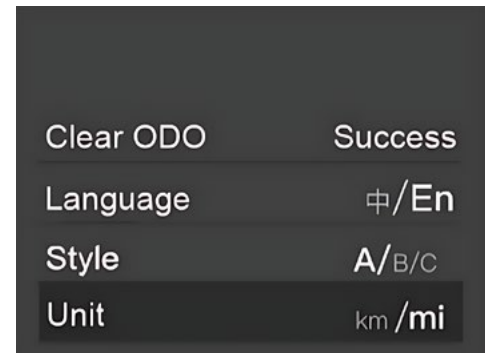 Clear ODO Success
Language 中/En
Style A/B/C
Unit km/mi